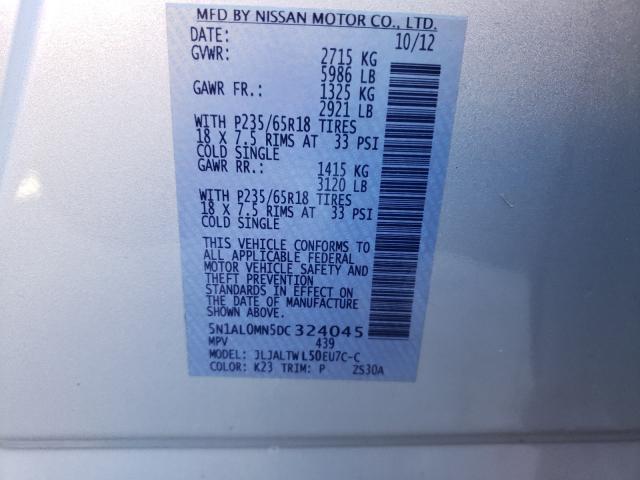 MFD BY NISSAN MOTOR CO., LTD.
DATE: 10/12
GVWR: 2715 KG
5986 LB
GAWR FR.: 1325 KG
2921 LB
WITH P235/65R18 TIRES
18 X 7.5 RIMS AT 33 PSI
COLD SINGLE
GAWR RR.: 1415 KG
3120 LB
WITH P235/65R18 TIRES
18 X 7.5 RIMS AT 33 PSI
COLD SINGLE
THIS VEHICLE CONFORMS TO
ALL APPLICABLE FEDERAL
MOTOR VEHICLE SAFETY AND
THEFT PREVENTION
STANDARDS IN EFFECT ON
THE DATE OF MANUFACTURE
SHOWN ABOVE.
5N1AL0MN5DC 324045
MPV 439
MODEL: JLJALTWL50EU7C-C
COLOR: K23 TRIM: P ZS30A